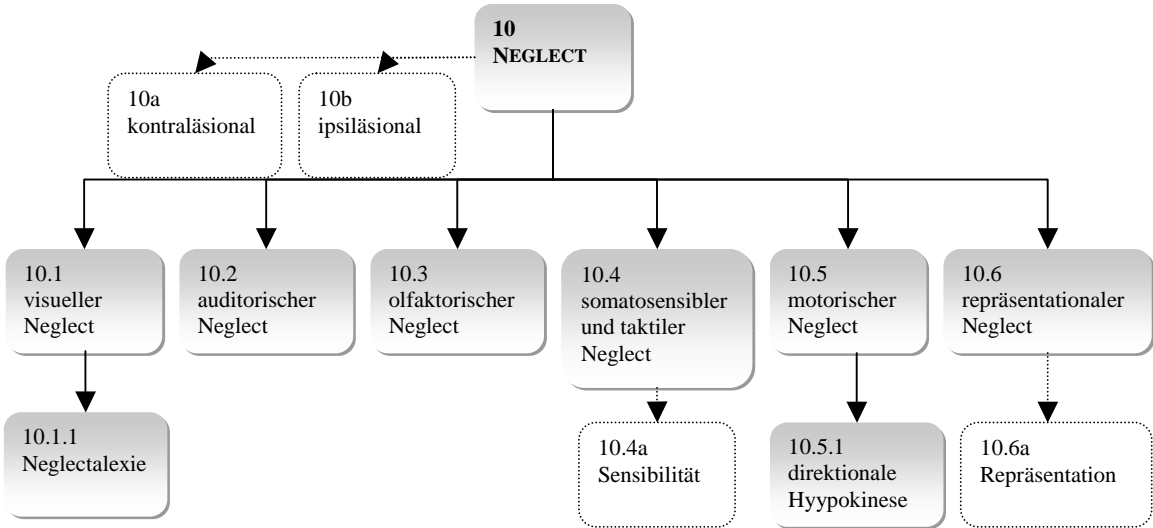 10
NEGLECT
10a
kontraläsional
10b
ipsiläsional
10.1
visueller
Neglect
10.2
auditorischer
Neglect
10.3
olfaktorischer
Neglect
10.4
somatosensibler
und taktiler
Neglect
10.5
motorischer
Neglect
10.6
repräsentationaler
Neglect
10.1.1
Neglectalexie
10.4a
Sensibilität
10.5.1
direktionale
Hyypokinese
10.6a
Repräsentation